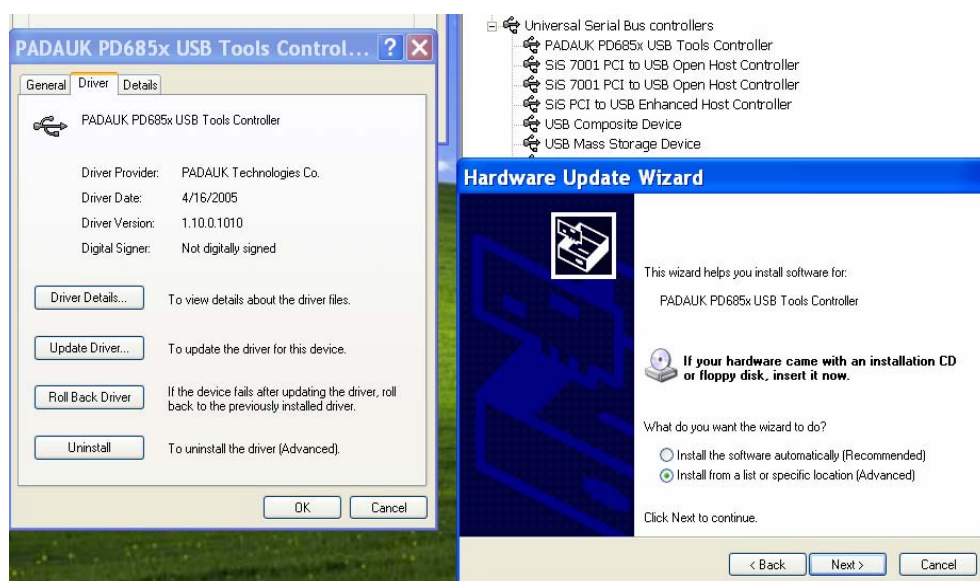 PADAUK PD685x USB Tools Control...
General Driver Details
PADAUK PD685x USB Tools Controller
Driver Provider: PADAUK Technologies Co.
Driver Date: 4/16/2005
Driver Version: 1.10.0.1010
Digital Signer: Not digitally signed
Driver Details... To view details about the driver files.
Update Driver... To update the driver for this device.
Roll Back Driver If the device fails after updating the driver, roll
back to the previously installed driver.
Uninstall To uninstall the driver (Advanced).
OK Cancel
Universal Serial Bus controllers
PADAUK PD685x USB Tools Controller
SiS 7001 PCI to USB Open Host Controller
SiS 7001 PCI to USB Open Host Controller
SiS PCI to USB Enhanced Host Controller
USB Composite Device
USB Mass Storage Device
Hardware Update Wizard
This wizard helps you install software for:
PADAUK PD685x USB Tools Controller
If your hardware came with an installation CD
or floppy disk, insert it now.
What do you want the wizard to do?
Install the software automatically (Recommended)
Install from a list or specific location (Advanced)
Click Next to continue.
< Back Next > Cancel